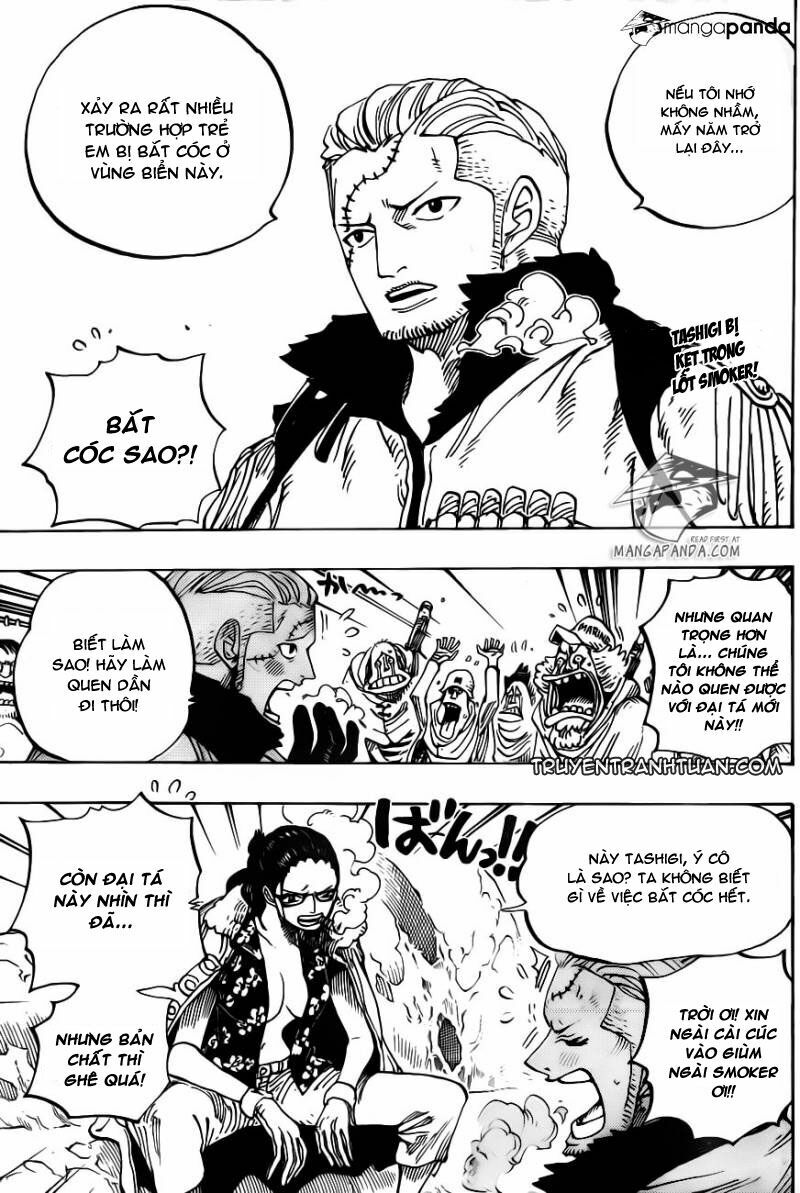 mangapanda
NẾU TÔI NHỚ
KHÔNG NHẦM,
MẤY NĂM TRỞ
LẠI ĐÂY...
XẢY RA RẤT NHIỀU
TRƯỜNG HỢP TRẺ
EM BỊ BẮT CÓC Ở
VÙNG BIỂN NÀY.
TASHIGI BỊ
KẸT TRONG
LỐT SMOKER!
BẮT
CÓC SAO?!
READ FIRST AT
MANGAPANDA.COM
NHƯNG QUAN
TRỌNG HƠN
LÀ... CHÚNG
TÔI KHÔNG THỂ
NÀO QUEN ĐƯỢC
VỚI ĐẠI TÁ MỚI
NÀY!!
MARINE
BIẾT LÀM
SAO! HÃY LÀM
QUEN DẦN
ĐI THÔI!
TRUYENTRANHTUAN.COM
NÀY TASHIGI, Ý CÔ
LÀ SAO? TA KHÔNG BIẾT
GÌ VỀ VIỆC BẮT CÓC HẾT.
ばんっ!!
CÒN ĐẠI TÁ
NÀY NHÌN THÌ
ĐÃ...
TRỜI ƠI! XIN
NGÀI CÀI CÚC
VÀO GIÙM
NGÀI SMOKER
ƠI!!
NHƯNG BẢN
CHẤT THÌ
GHÊ QUÁ!